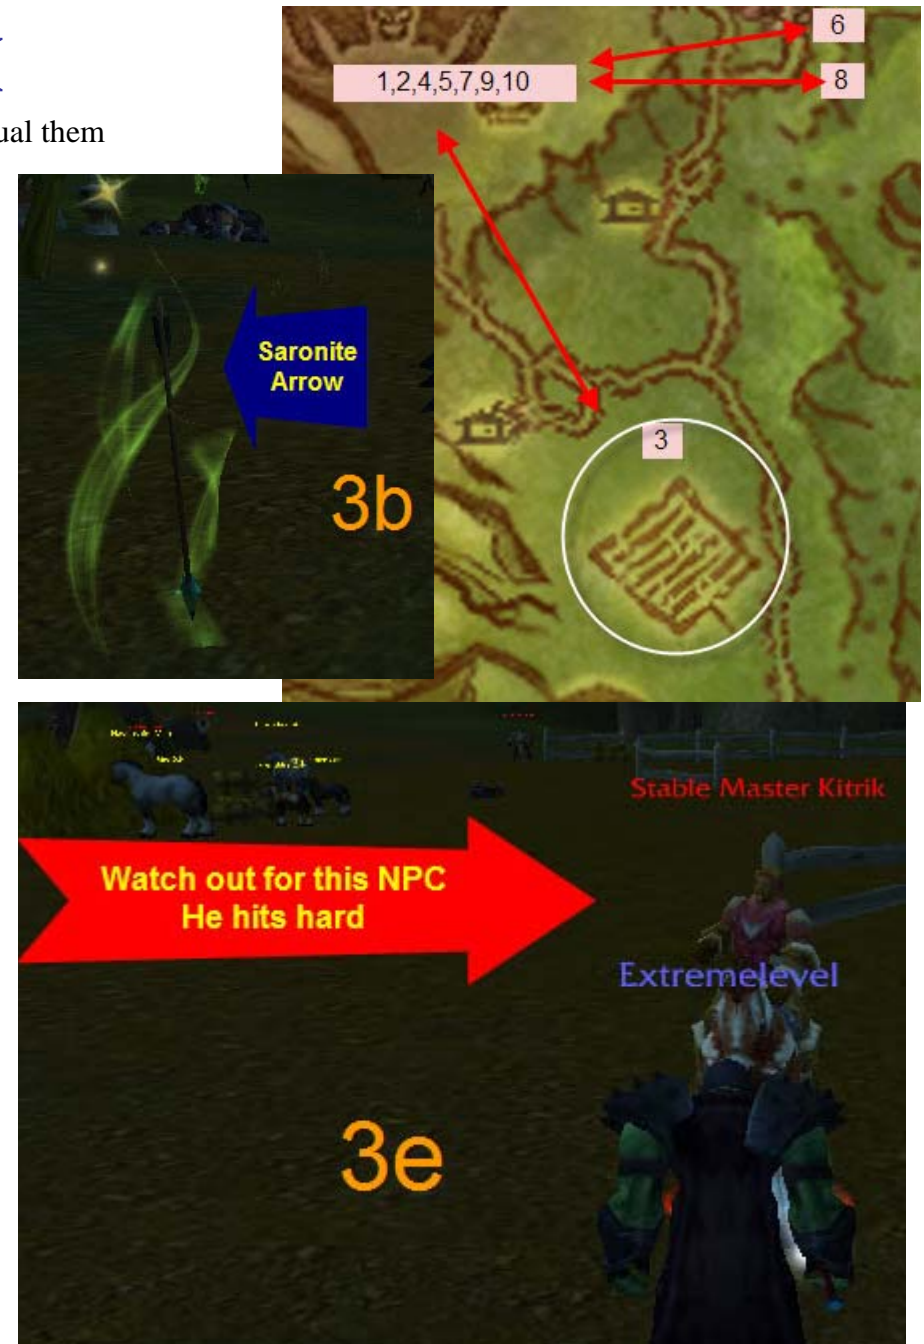 6
1,2,4,5,7,9,10
8
ual them
Saronite
Arrow
3b
3
Stable Master Kitrik
Watch out for this NPC
He hits hard
Extremelevel
3e